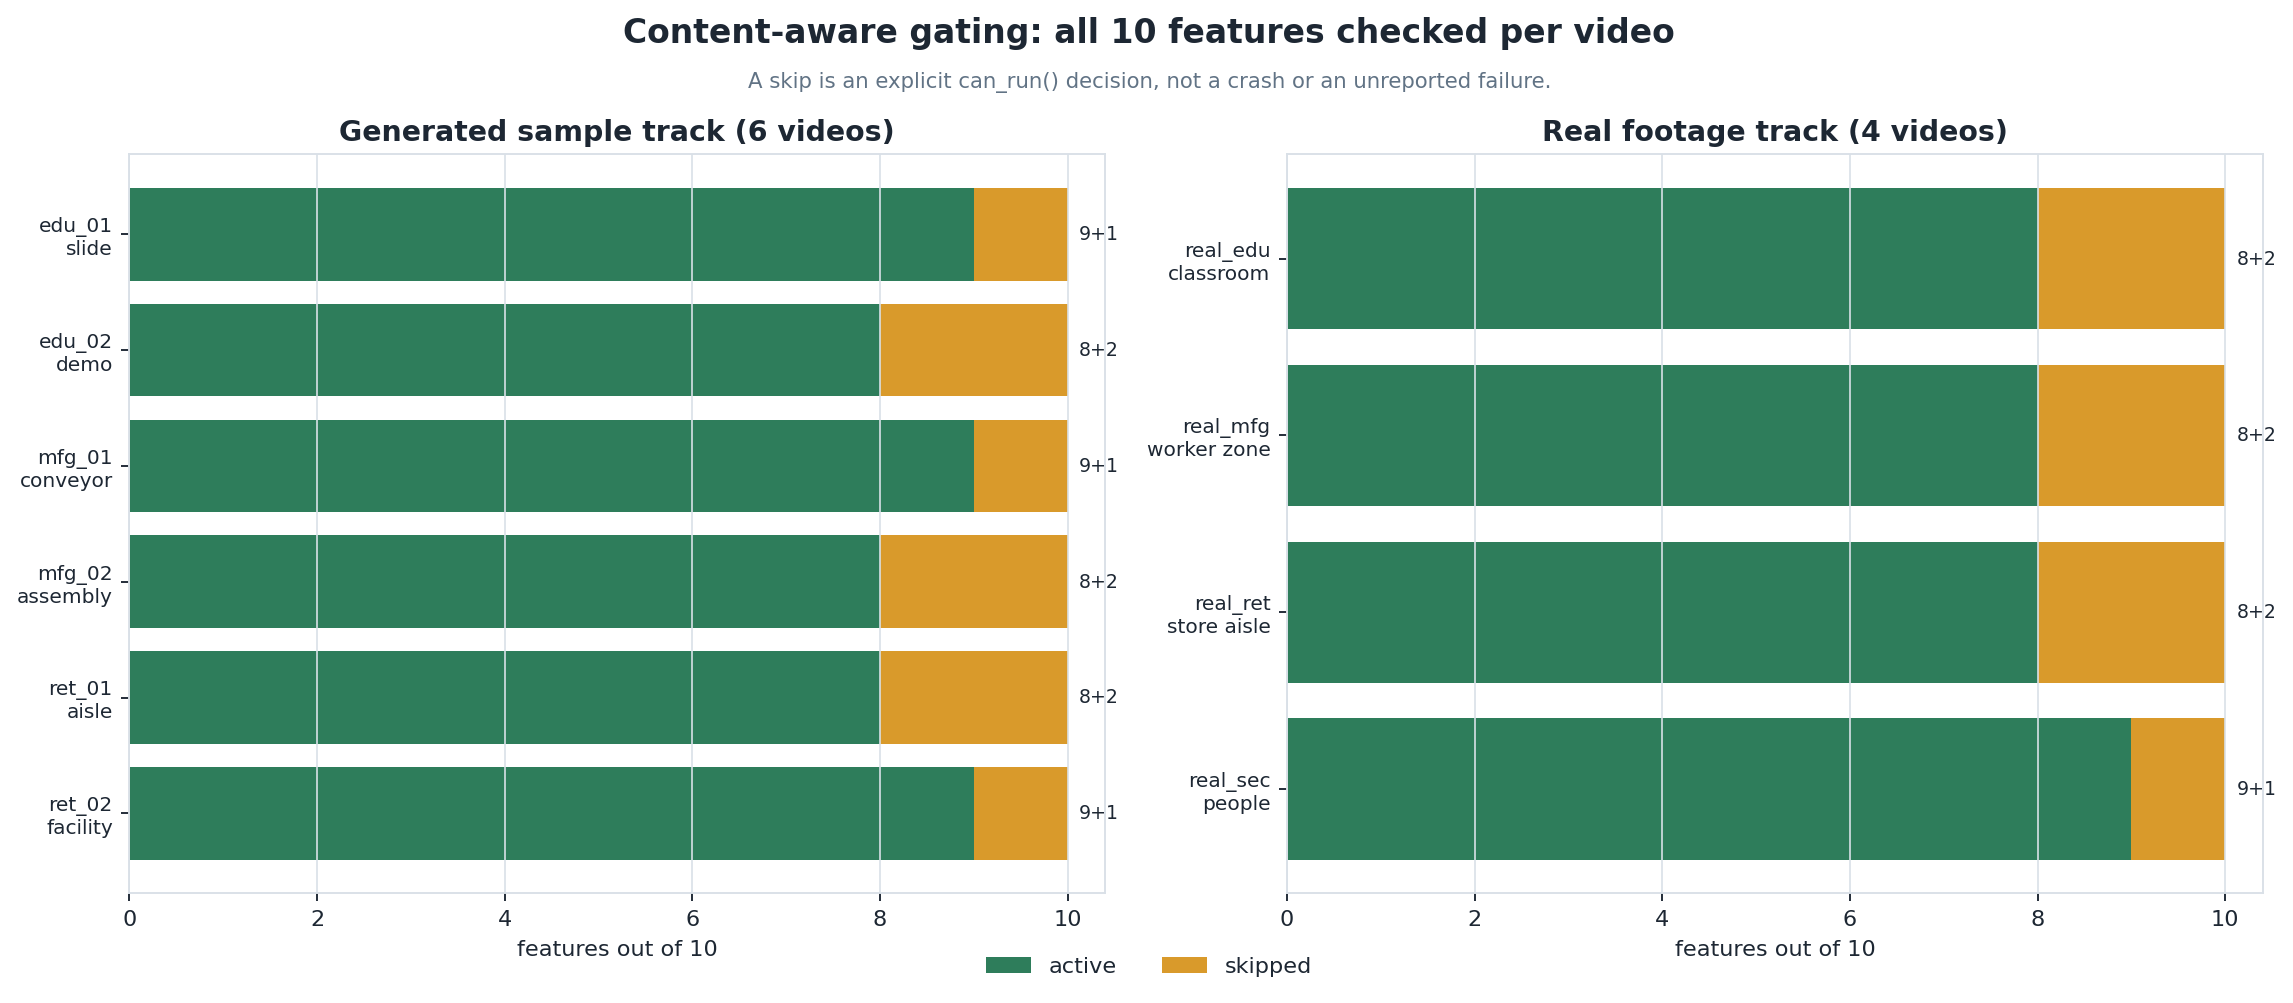 Content-aware gating: all 10 features checked per video
A skip is an explicit can_run() decision, not a crash or an unreported failure.
Generated sample track (6 videos)
edu_01
slide
9+1
edu_02
demo
8+2
mfg_01
conveyor
9+1
mfg_02
assembly
8+2
ret_01
aisle
8+2
ret_02
facility
9+1
0 2 4 6 8 10
features out of 10
Real footage track (4 videos)
real_edu
classroom
8+2
real_mfg
worker zone
8+2
real_ret
store aisle
8+2
real_sec
people
9+1
0 2 4 6 8 10
features out of 10
active skipped